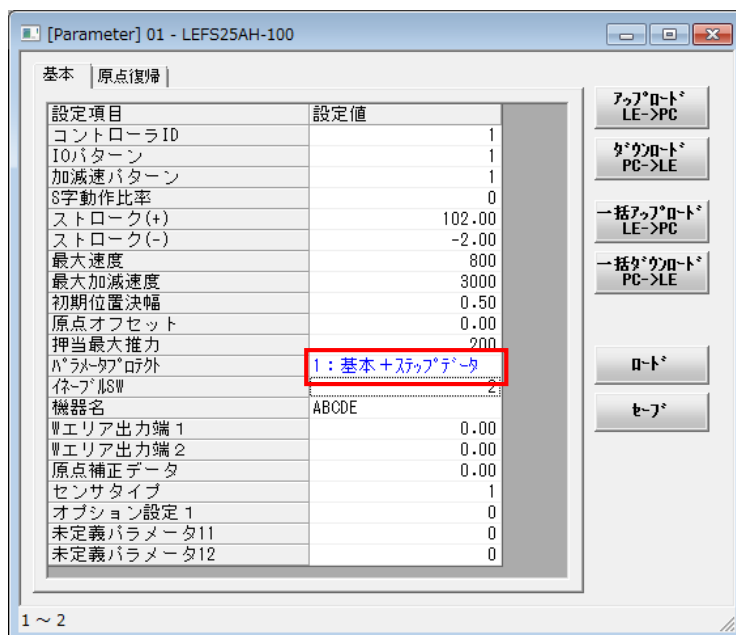 [Parameter] 01 - LEFS25AH-100
基本 原点復帰
設定項目 設定値
コントローラID 1
IOパターン 1
加減速パターン 1
S字動作比率 0
ストローク(+) 102.00
ストローク(-) -2.00
最大速度 800
最大加減速度 3000
初期位置決幅 0.50
原点オフセット 0.00
押当最大推力 200
ﾊﾟﾗﾒｰﾀﾌﾟﾛﾃｸﾄ 1：基本＋ｽﾃｯﾌﾟﾃﾞｰﾀ
ｲﾈｰﾌﾞﾙSW 2
機器名 ABCDE
Wエリア出力端１ 0.00
Wエリア出力端２ 0.00
原点補正データ 0.00
センサタイプ 1
オプション設定１ 0
未定義パラメータ11 0
未定義パラメータ12 0
ｱｯﾌﾟﾛｰﾄﾞ
LE->PC
ﾀﾞｳﾝﾛｰﾄﾞ
PC->LE
一括ｱｯﾌﾟﾛｰﾄﾞ
LE->PC
一括ﾀﾞｳﾝﾛｰﾄﾞ
PC->LE
ﾛｰﾄﾞ
ｾｰﾌﾞ
1 ～ 2